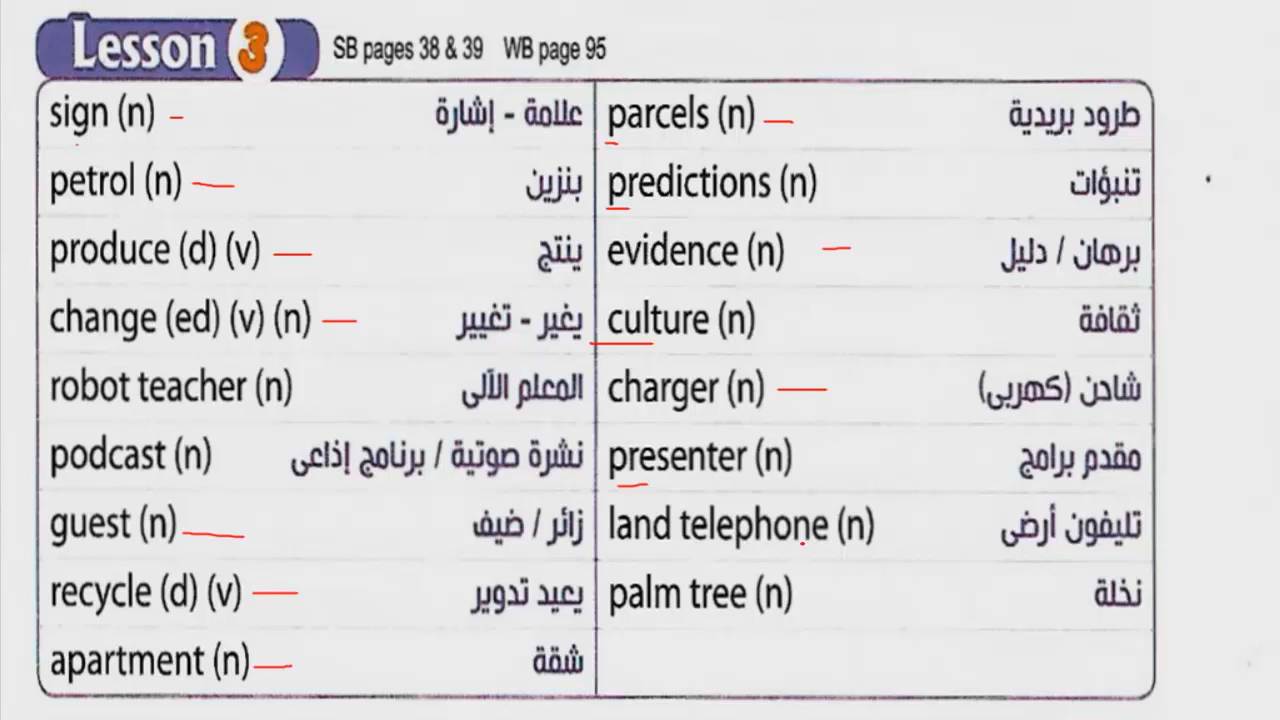 Lesson 3 SB pages 38 & 39 WB page 95
sign (n) علامة - إشارة
petrol (n) بنزين
produce (d) (v) ينتج
change (ed) (v) (n) يغير - تغيير
robot teacher (n) المعلم الآلى
podcast (n) نشرة صوتية / برنامج إذاعى
guest (n) زائر / ضيف
recycle (d) (v) يعيد تدوير
apartment (n) شقة
parcels (n) طرود بريدية
predictions (n) تنبؤات
evidence (n) برهان / دليل
culture (n) ثقافة
charger (n) شاحن (كهربى)
presenter (n) مقدم برامج
land telephone (n) تليفون أرضى
palm tree (n) نخلة